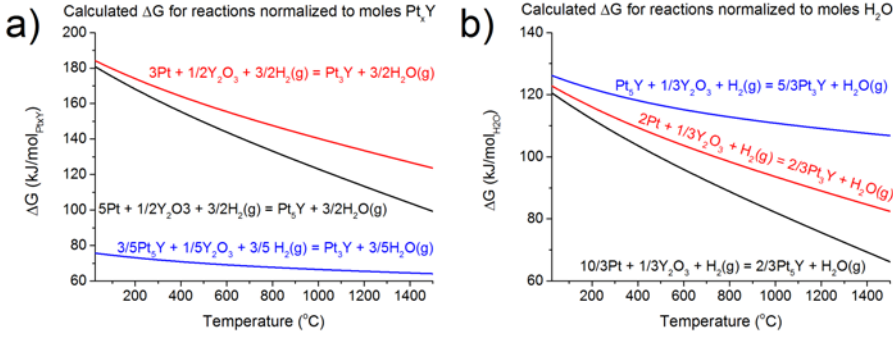 a)
Calculated ΔG for reactions normalized to moles PtₓY
ΔG (kJ/mol_PtxY)
200
180
160
140
120
100
80
60
3Pt + 1/2Y₂O₃ + 3/2H₂(g) = Pt₃Y + 3/2H₂O(g)
5Pt + 1/2Y₂O3 + 3/2H₂(g) = Pt₅Y + 3/2H₂O(g)
3/5Pt₅Y + 1/5Y₂O₃ + 3/5 H₂(g) = Pt₃Y + 3/5H₂O(g)
200 400 600 800 1000 1200 1400
Temperature (°C)
b)
Calculated ΔG for reactions normalized to moles H₂O
ΔG (kJ/mol_H2O)
140
120
100
80
60
Pt₅Y + 1/3Y₂O₃ + H₂(g) = 5/3Pt₃Y + H₂O(g)
2Pt + 1/3Y₂O₃ + H₂(g) = 2/3Pt₃Y + H₂O(g)
10/3Pt + 1/3Y₂O₃ + H₂(g) = 2/3Pt₅Y + H₂O(g)
200 400 600 800 1000 1200 1400
Temperature (°C)